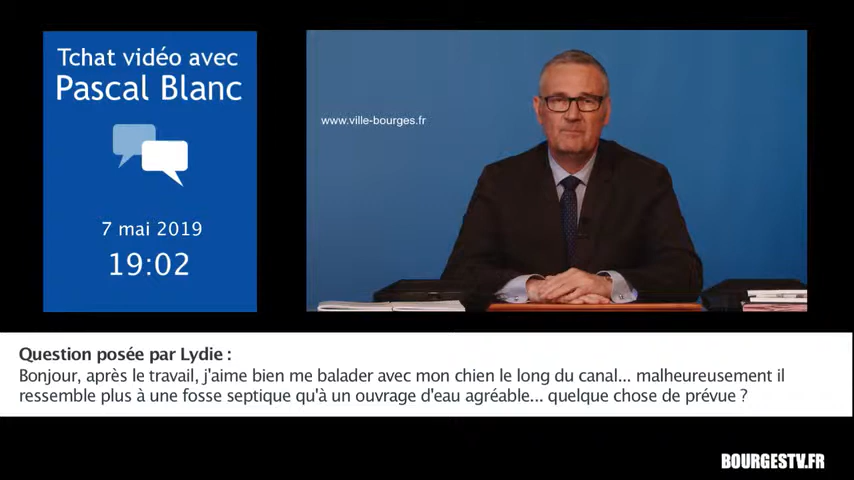 Tchat vidéo avec
Pascal Blanc
7 mai 2019
19:02
www.ville-bourges.fr
Question posée par Lydie :
Bonjour, après le travail, j'aime bien me balader avec mon chien le long du canal... malheureusement il
ressemble plus à une fosse septique qu'à un ouvrage d'eau agréable... quelque chose de prévue ?
BOURGESTV.FR